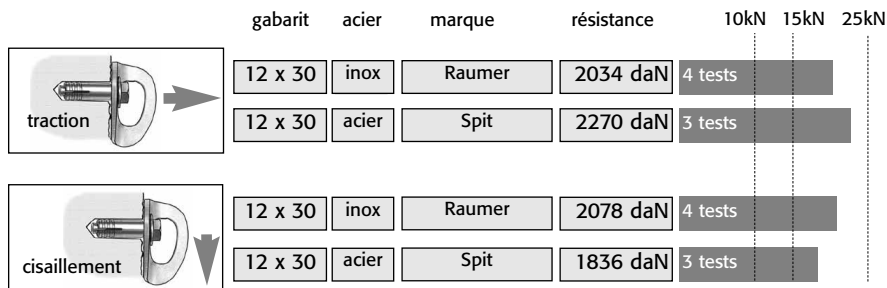 gabarit acier marque résistance 10kN 15kN 25kN
12 x 30 inox Raumer 2034 daN 4 tests
traction 12 x 30 acier Spit 2270 daN 3 tests
12 x 30 inox Raumer 2078 daN 4 tests
cisaillement 12 x 30 acier Spit 1836 daN 3 tests